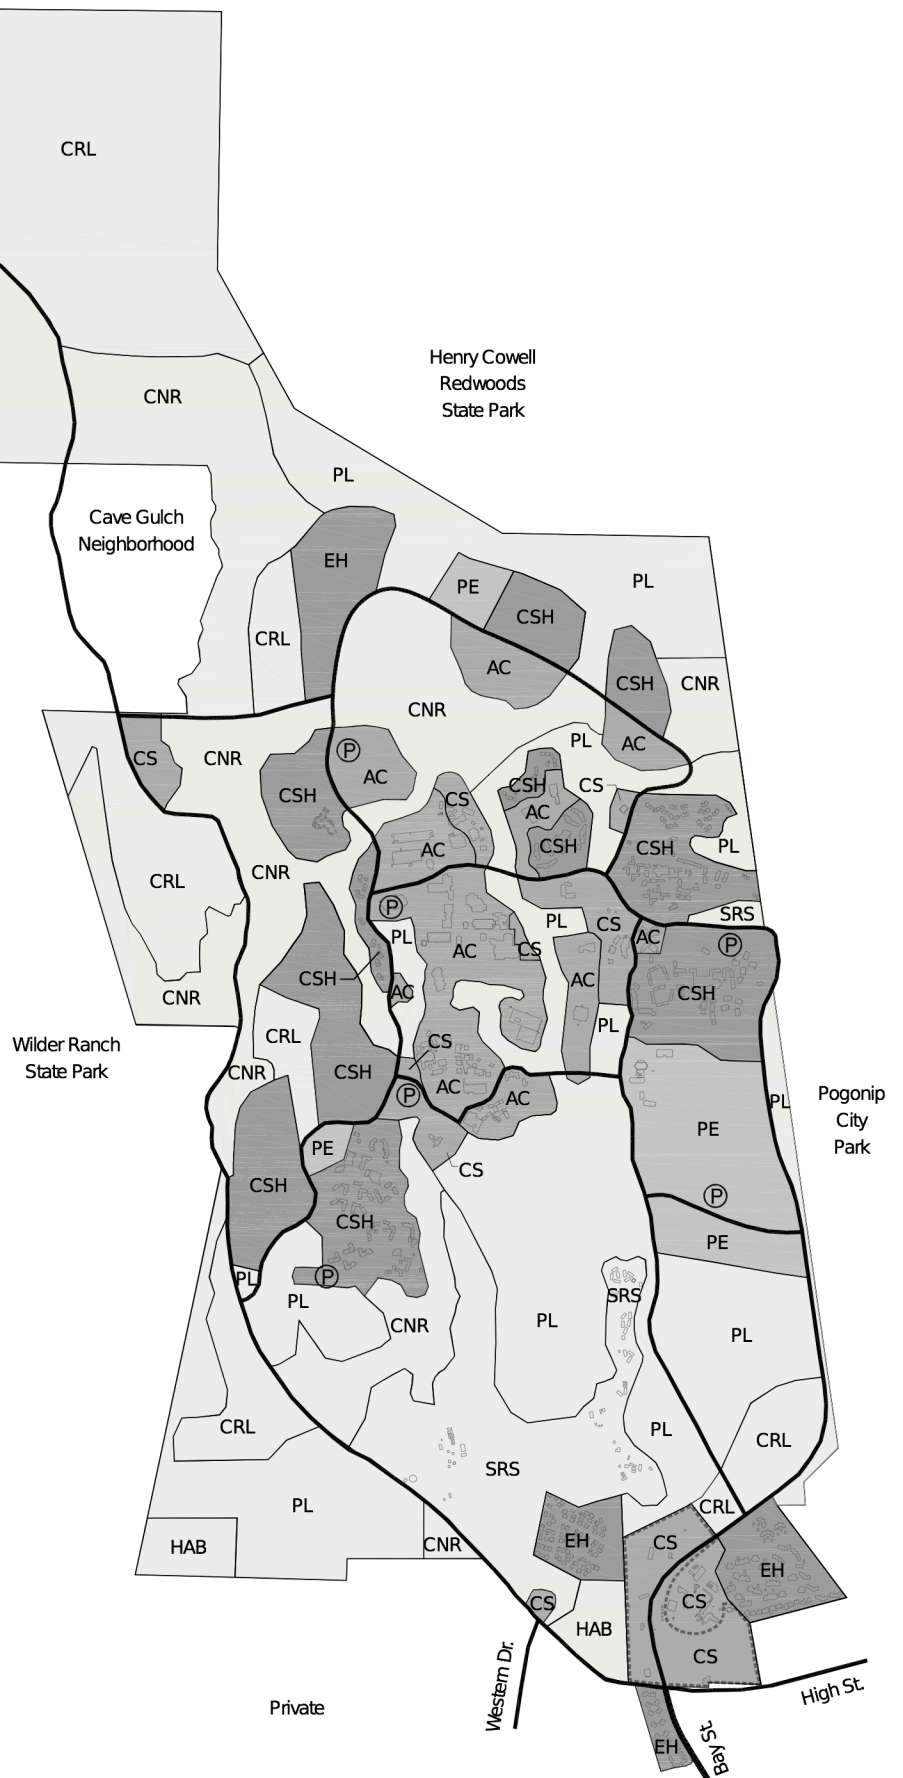 CRL
Henry Cowell
Redwoods
State Park
CNR
PL
Cave Gulch
Neighborhood
EH
PE
PL
CSH
CRL
AC
CSH
CNR
CNR
PL
AC
P
CS
CNR
AC
CSH
CS
CS
CSH
AC
CSH
AC
CSH
PL
CNR
CRL
P
SRS
PL
CS
PL
AC
P
AC
CS
CSH
AC
AC
CSH
CNR
PL
CRL
CS
Wilder Ranch
State Park
CNR
CSH
AC
P
AC
PL
Pogonip
City
Park
PE
PE
CS
CSH
P
CSH
PE
PL
P
SRS
PL
CNR
PL
PL
CRL
PL
CRL
SRS
PL
CRL
HAB
CNR
EH
CS
EH
CS
CS
HAB
CS
Western Dr.
High St.
Private
Bay St.
EH